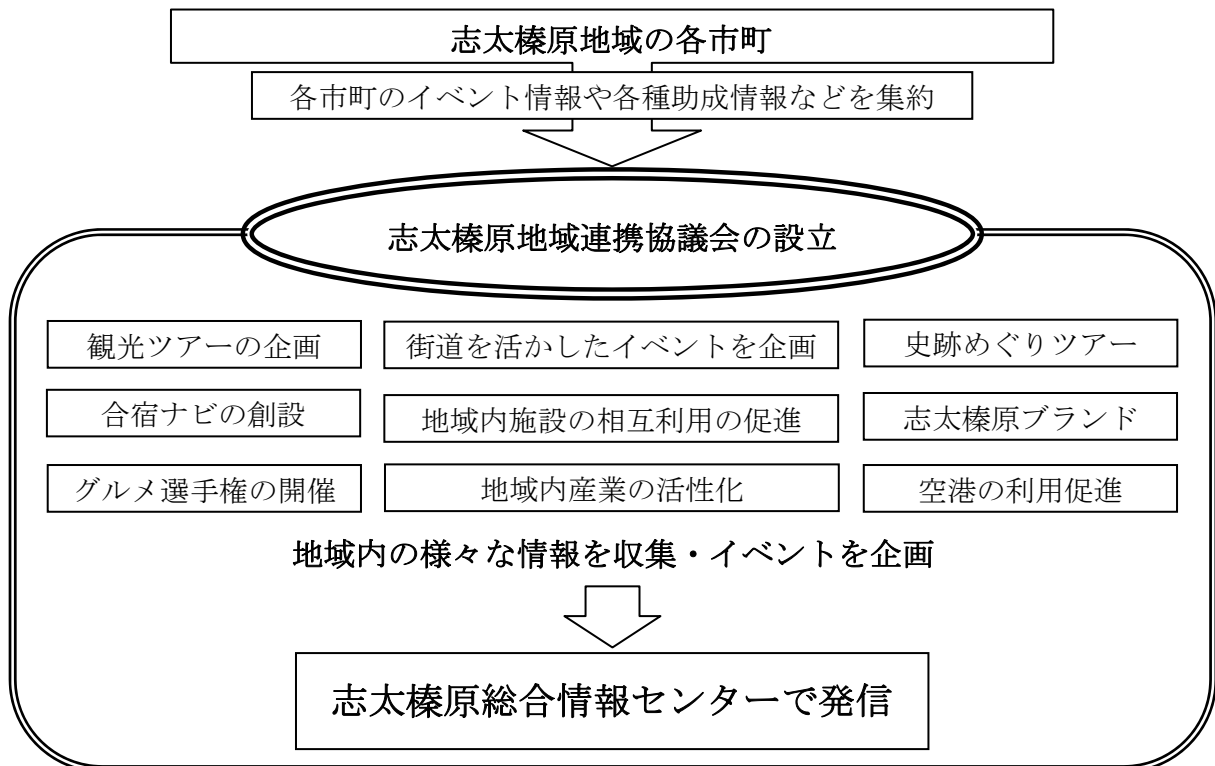 志太榛原地域の各市町
各市町のイベント情報や各種助成情報などを集約
志太榛原地域連携協議会の設立
観光ツアーの企画
街道を活かしたイベントを企画
史跡めぐりツアー
合宿ナビの創設
地域内施設の相互利用の促進
志太榛原ブランド
グルメ選手権の開催
地域内産業の活性化
空港の利用促進
地域内の様々な情報を収集・イベントを企画
志太榛原総合情報センターで発信